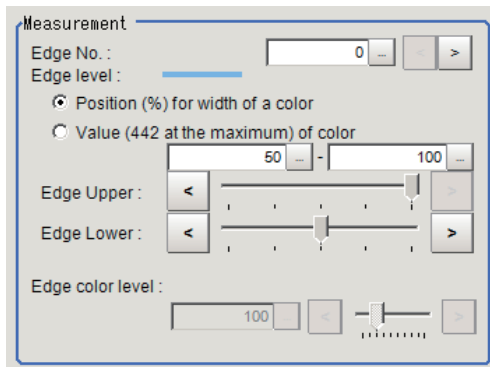 Measurement
Edge No. :
0 ... < >
Edge level :
Position (%) for width of a color
Value (442 at the maximum) of color
50 ... - 100 ...
Edge Upper : < >
Edge Lower : < >
Edge color level :
100 ... < >